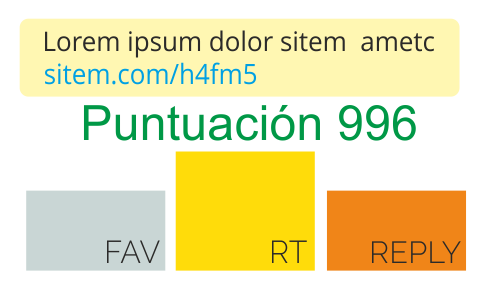 Lorem ipsum dolor sitem ametc
sitem.com/h4fm5
Puntuación 996
FAV
RT
REPLY